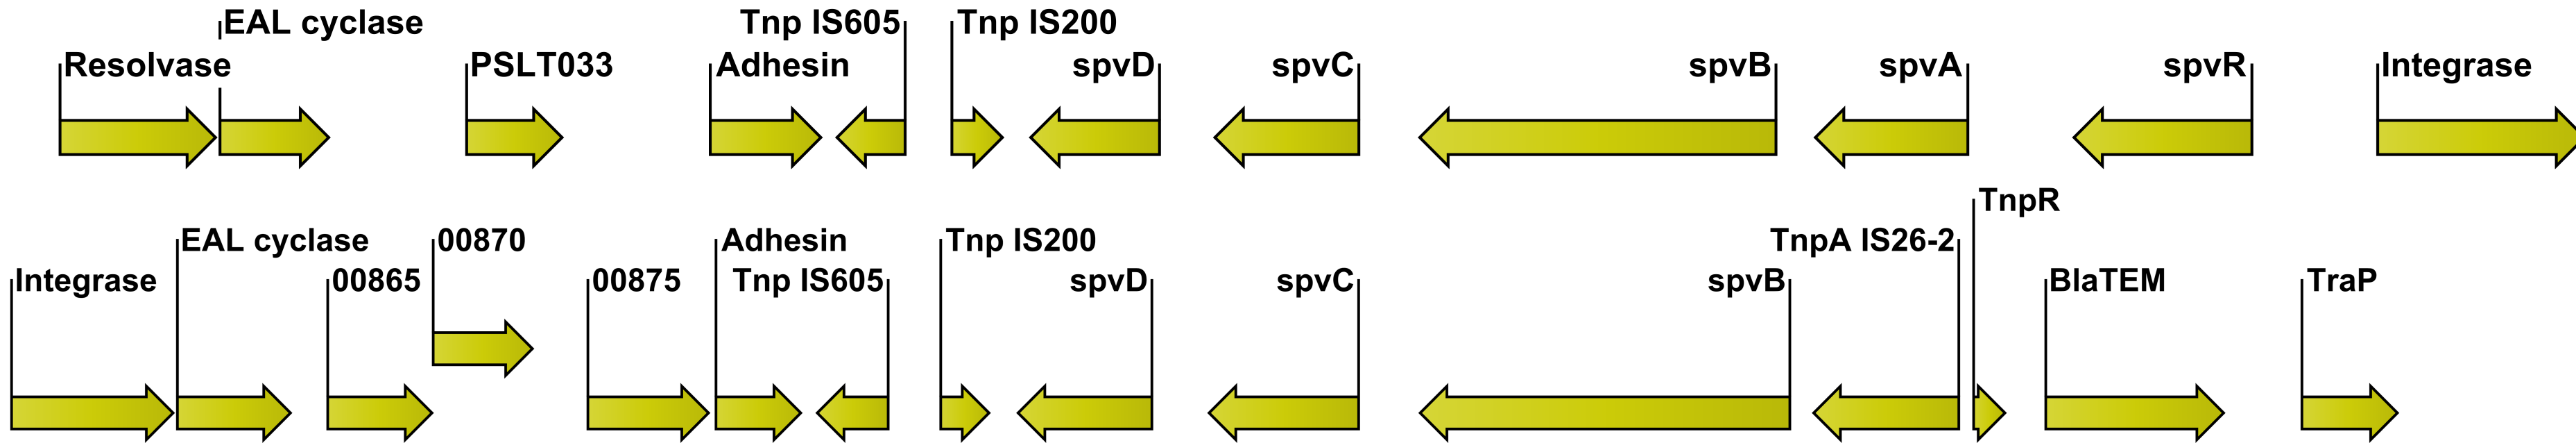 EAL cyclase Tnp IS605 Tnp IS200
Resolvase PSLT033 Adhesin spvD spvC spvB spvA spvR Integrase
TnpR
EAL cyclase 00870 Adhesin Tnp IS200 TnpA IS26-2
Integrase 00865 00875 Tnp IS605 spvD spvC spvB BlaTEM TraP